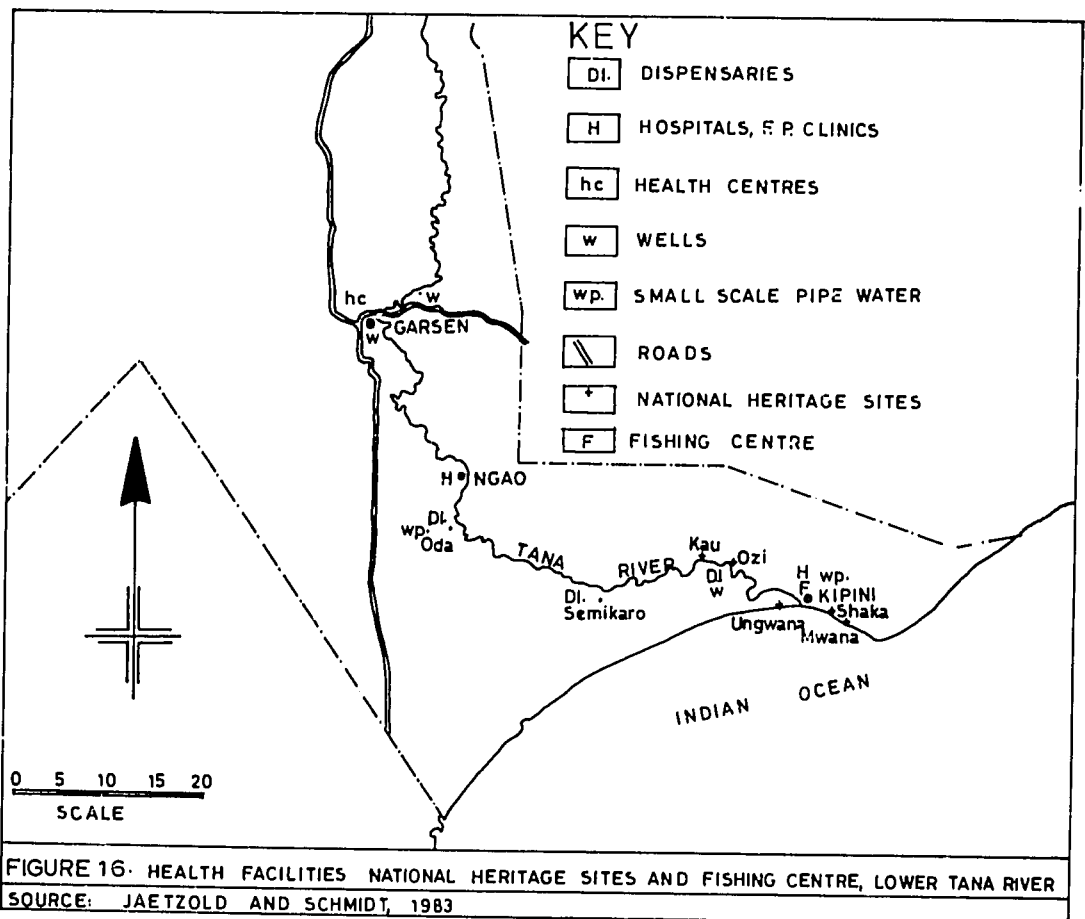 KEY
DI. DISPENSARIES
H HOSPITALS, F.P. CLINICS
hc HEALTH CENTRES
w WELLS
wp. SMALL SCALE PIPE WATER
ROADS
+ NATIONAL HERITAGE SITES
F FISHING CENTRE
hc
w
GARSEN
w
H NGAO
DI.
wp.
Oda
TANA RIVER
DI.
Semikaro
Kau
Ozi
DI
w
H wp.
F
KIPINI
Shaka
Ungwana
Mwana
INDIAN OCEAN
0 5 10 15 20
SCALE
FIGURE 16. HEALTH FACILITIES NATIONAL HERITAGE SITES AND FISHING CENTRE, LOWER TANA RIVER
SOURCE: JAETZOLD AND SCHMIDT, 1983